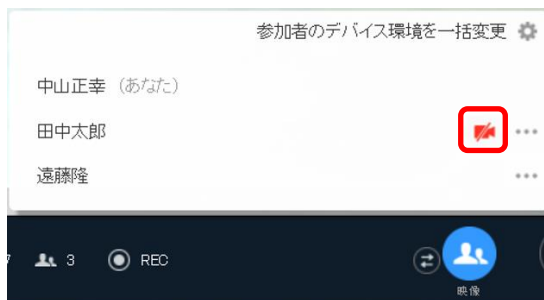 参加者のデバイス環境を一括変更
中山正幸 (あなた)
田中太郎
遠藤隆
3 REC
映像